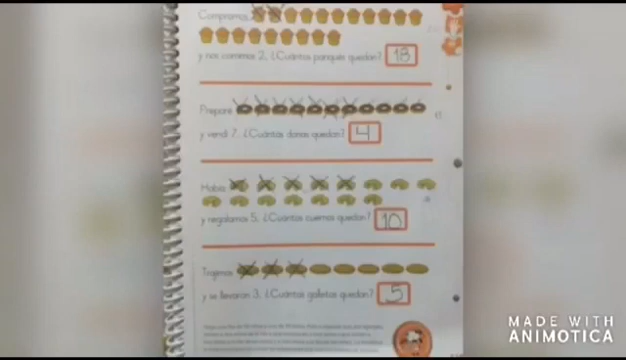 Compramos
y nos comimos 2. ¿Cuántos panqués quedan? 18
Preparé
y vendí 7. ¿Cuántas donas quedan? 4
Había
y regalamos 5. ¿Cuántos cuernos quedan? 10
Trajimos
y se llevaron 3. ¿Cuántas galletas quedan? 5
MADE WITH
ANIMOTICA